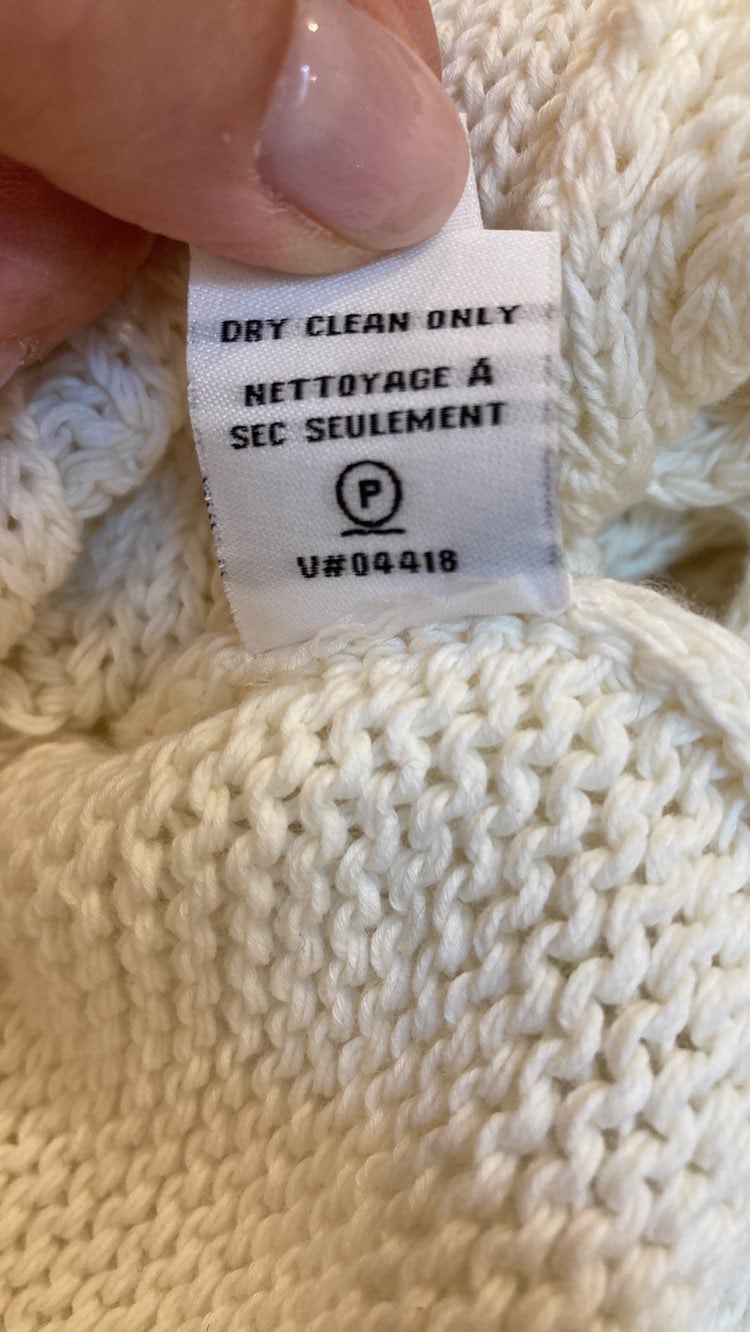 DRY CLEAN ONLY
NETTOYAGE Á
SEC SEULEMENT
P
V#04418